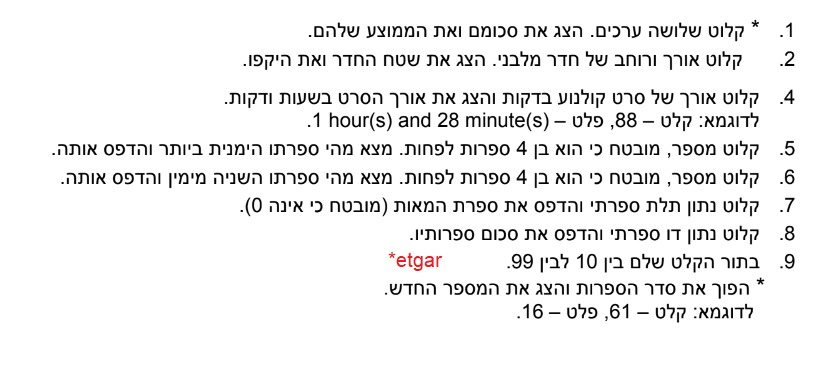 1. * קלוט שלושה ערכים. הצג את סכומם ואת הממוצע שלהם.
2. קלוט אורך ורוחב של חדר מלבני. הצג את שטח החדר ואת היקפו.
4. קלוט אורך של סרט קולנוע בדקות והצג את אורך הסרט בשעות ודקות.
לדוגמא: קלט – 88, פלט – 1 hour(s) and 28 minute(s).
5. קלוט מספר, מובטח כי הוא בן 4 ספרות לפחות. מצא מהי ספרתו הימנית ביותר והדפס אותה.
6. קלוט מספר, מובטח כי הוא בן 4 ספרות לפחות. מצא מהי ספרתו השניה מימין והדפס אותה.
7. קלוט נתון תלת ספרתי והדפס את ספרת המאות (מובטח כי אינה 0).
8. קלוט נתון דו ספרתי והדפס את סכום ספרותיו.
9. בתור הקלט שלם בין 10 לבין 99. *etgar
* הפוך את סדר הספרות והצג את המספר החדש.
לדוגמא: קלט – 61, פלט – 16.